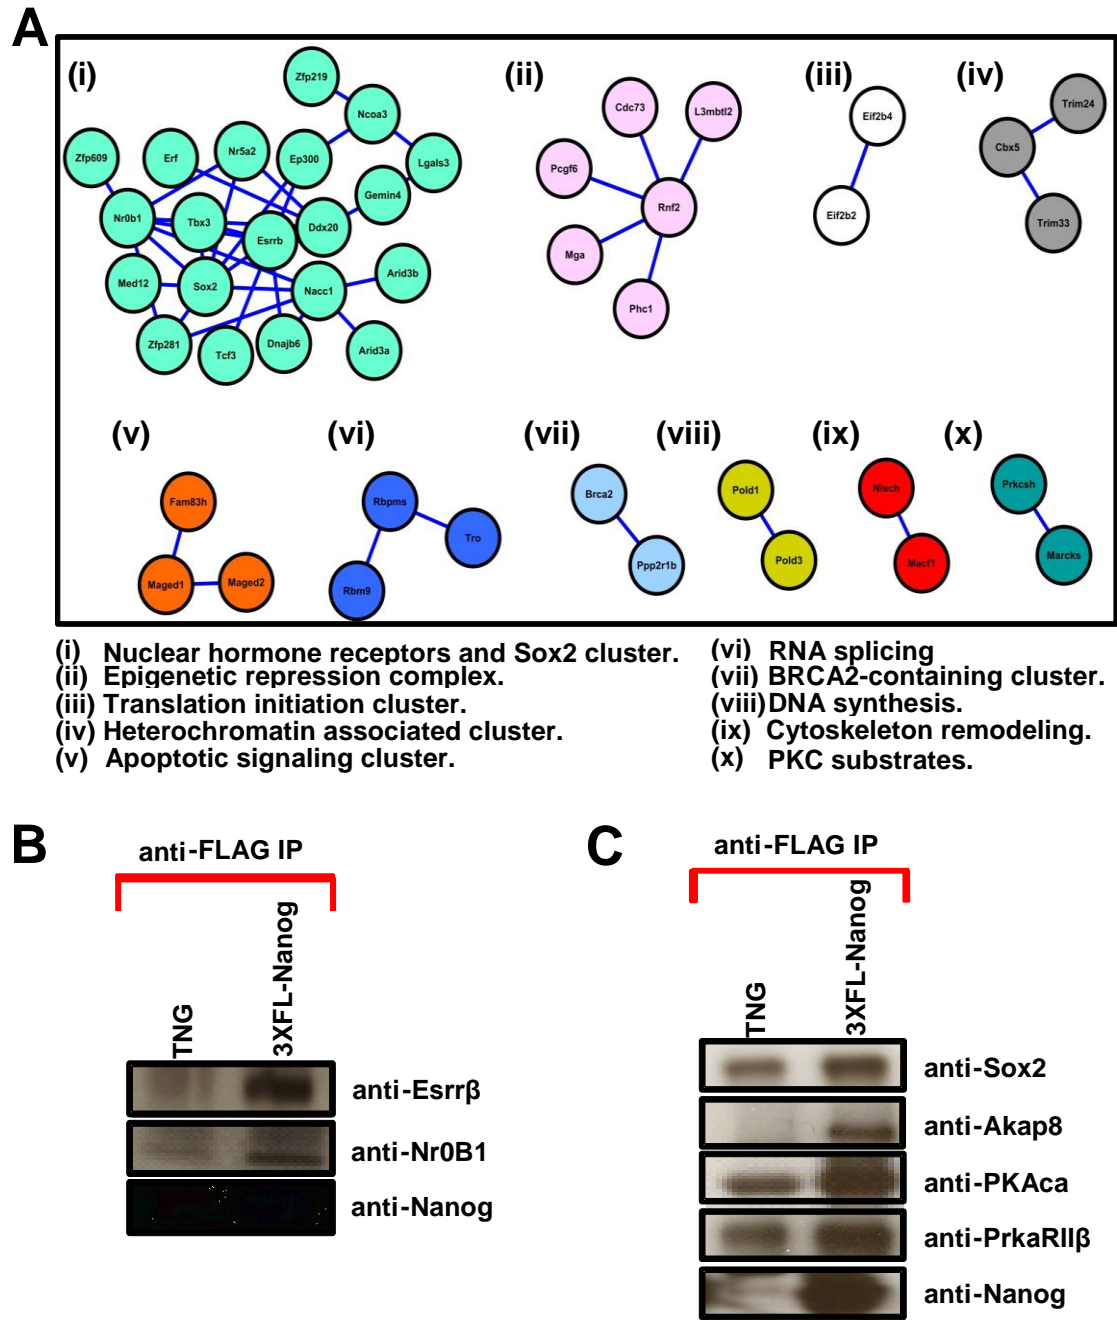 A
(i)
(ii)
(iii)
(iv)
Zfp219
Ncoa3
Zfp609
Erf
Nr5a2
Ep300
Lgals3
Gemin4
Nr0b1
Tbx3
Ddx20
Esrrb
Med12
Sox2
Nacc1
Arid3b
Zfp281
Tcf3
Dnajb6
Arid3a
Cdc73
L3mbtl2
Pcgf6
Rnf2
Mga
Phc1
Eif2b4
Eif2b2
Trim24
Cbx5
Trim33
(v)
(vi)
(vii)
(viii)
(ix)
(x)
Fam83h
Maged1
Maged2
Rbpms
Tro
Rbm9
Brca2
Ppp2r1b
Pold1
Pold3
Nisch
Macf1
Prkcsh
Marcks
(i) Nuclear hormone receptors and Sox2 cluster.
(ii) Epigenetic repression complex.
(iii) Translation initiation cluster.
(iv) Heterochromatin associated cluster.
(v) Apoptotic signaling cluster.
(vi) RNA splicing
(vii) BRCA2-containing cluster.
(viii) DNA synthesis.
(ix) Cytoskeleton remodeling.
(x) PKC substrates.
B
anti-FLAG IP
TNG
3XFL-Nanog
anti-Esrrβ
anti-Nr0B1
anti-Nanog
C
anti-FLAG IP
TNG
3XFL-Nanog
anti-Sox2
anti-Akap8
anti-PKAca
anti-PrkaRIIβ
anti-Nanog